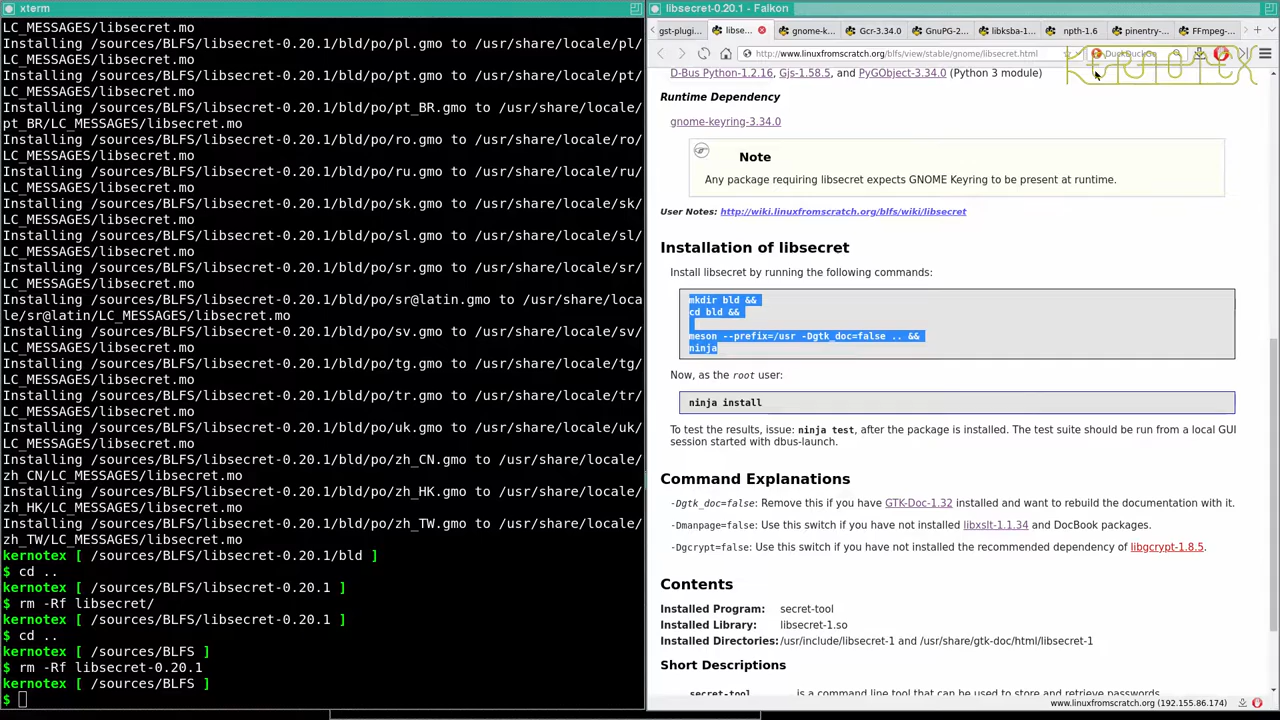 xterm
LC_MESSAGES/libsecret.mo
Installing /sources/BLFS/libsecret-0.20.1/bld/po/pl.gmo to /usr/share/locale/pl/
LC_MESSAGES/libsecret.mo
Installing /sources/BLFS/libsecret-0.20.1/bld/po/pt.gmo to /usr/share/locale/pt/
LC_MESSAGES/libsecret.mo
Installing /sources/BLFS/libsecret-0.20.1/bld/po/pt_BR.gmo to /usr/share/locale/
pt_BR/LC_MESSAGES/libsecret.mo
Installing /sources/BLFS/libsecret-0.20.1/bld/po/ro.gmo to /usr/share/locale/ro/
LC_MESSAGES/libsecret.mo
Installing /sources/BLFS/libsecret-0.20.1/bld/po/ru.gmo to /usr/share/locale/ru/
LC_MESSAGES/libsecret.mo
Installing /sources/BLFS/libsecret-0.20.1/bld/po/sk.gmo to /usr/share/locale/sk/
LC_MESSAGES/libsecret.mo
Installing /sources/BLFS/libsecret-0.20.1/bld/po/sl.gmo to /usr/share/locale/sl/
LC_MESSAGES/libsecret.mo
Installing /sources/BLFS/libsecret-0.20.1/bld/po/sr.gmo to /usr/share/locale/sr/
LC_MESSAGES/libsecret.mo
Installing /sources/BLFS/libsecret-0.20.1/bld/po/sr@latin.gmo to /usr/share/loca
le/sr@latin/LC_MESSAGES/libsecret.mo
Installing /sources/BLFS/libsecret-0.20.1/bld/po/sv.gmo to /usr/share/locale/sv/
LC_MESSAGES/libsecret.mo
Installing /sources/BLFS/libsecret-0.20.1/bld/po/tg.gmo to /usr/share/locale/tg/
LC_MESSAGES/libsecret.mo
Installing /sources/BLFS/libsecret-0.20.1/bld/po/tr.gmo to /usr/share/locale/tr/
LC_MESSAGES/libsecret.mo
Installing /sources/BLFS/libsecret-0.20.1/bld/po/uk.gmo to /usr/share/locale/uk/
LC_MESSAGES/libsecret.mo
Installing /sources/BLFS/libsecret-0.20.1/bld/po/zh_CN.gmo to /usr/share/locale/
zh_CN/LC_MESSAGES/libsecret.mo
Installing /sources/BLFS/libsecret-0.20.1/bld/po/zh_HK.gmo to /usr/share/locale/
zh_HK/LC_MESSAGES/libsecret.mo
Installing /sources/BLFS/libsecret-0.20.1/bld/po/zh_TW.gmo to /usr/share/locale/
zh_TW/LC_MESSAGES/libsecret.mo
kernotex [ /sources/BLFS/libsecret-0.20.1/bld ]
$ cd ..
kernotex [ /sources/BLFS/libsecret-0.20.1 ]
$ rm -Rf libsecret/
kernotex [ /sources/BLFS/libsecret-0.20.1 ]
$ cd ..
kernotex [ /sources/BLFS ]
$ rm -Rf libsecret-0.20.1
kernotex [ /sources/BLFS ]
$
libsecret-0.20.1 - Falkon
gst-plugi... libse... gnome-k... Gcr-3.34.0 GnuPG-2... libksba-1... npth-1.6 pinentry-... FFmpeg-...
http://www.linuxfromscratch.org/blfs/view/stable/gnome/libsecret.html DuckDuckGo
KERNOTEX
D-Bus Python-1.2.16, Gjs-1.58.5, and PyGObject-3.34.0 (Python 3 module)
Runtime Dependency
gnome-keyring-3.34.0
Note
Any package requiring libsecret expects GNOME Keyring to be present at runtime.
User Notes: http://wiki.linuxfromscratch.org/blfs/wiki/libsecret
Installation of libsecret
Install libsecret by running the following commands:
mkdir bld &&
cd bld &&
meson --prefix=/usr -Dgtk_doc=false .. &&
ninja
Now, as the root user:
ninja install
To test the results, issue: ninja test, after the package is installed. The test suite should be run from a local GUI
session started with dbus-launch.
Command Explanations
-Dgtk_doc=false: Remove this if you have GTK-Doc-1.32 installed and want to rebuild the documentation with it.
-Dmanpage=false: Use this switch if you have not installed libxslt-1.1.34 and DocBook packages.
-Dgcrypt=false: Use this switch if you have not installed the recommended dependency of libgcrypt-1.8.5.
Contents
Installed Program: secret-tool
Installed Library: libsecret-1.so
Installed Directories: /usr/include/libsecret-1 and /usr/share/gtk-doc/html/libsecret-1
Short Descriptions
secret-tool is a command line tool that can be used to store and retrieve passwords.
www.linuxfromscratch.org (192.155.86.174)